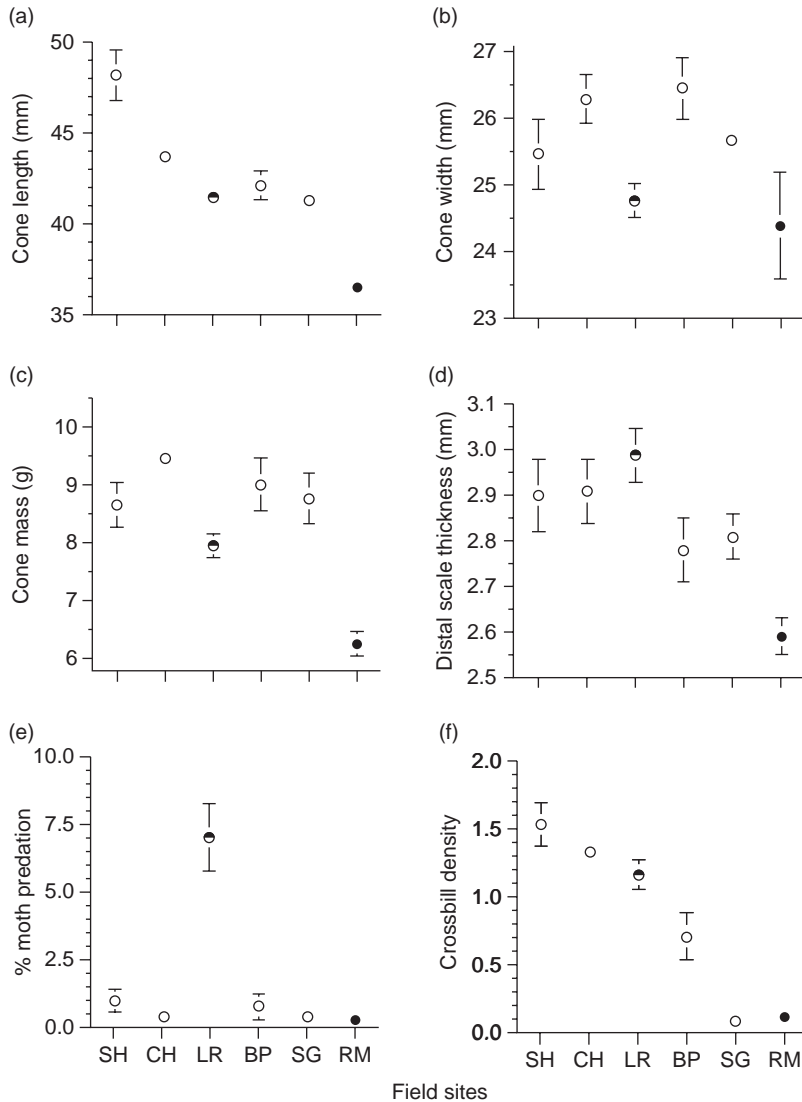 (a)
50
45
40
35
Cone length (mm)
(b)
27
26
25
24
23
Cone width (mm)
(c)
10
9
8
7
6
Cone mass (g)
(d)
3.1
3.0
2.9
2.8
2.7
2.6
2.5
Distal scale thickness (mm)
(e)
10.0
7.5
5.0
2.5
0.0
% moth predation
SH CH LR BP SG RM
(f)
2.0
1.5
1.0
0.5
0.0
Crossbill density
SH CH LR BP SG RM
Field sites